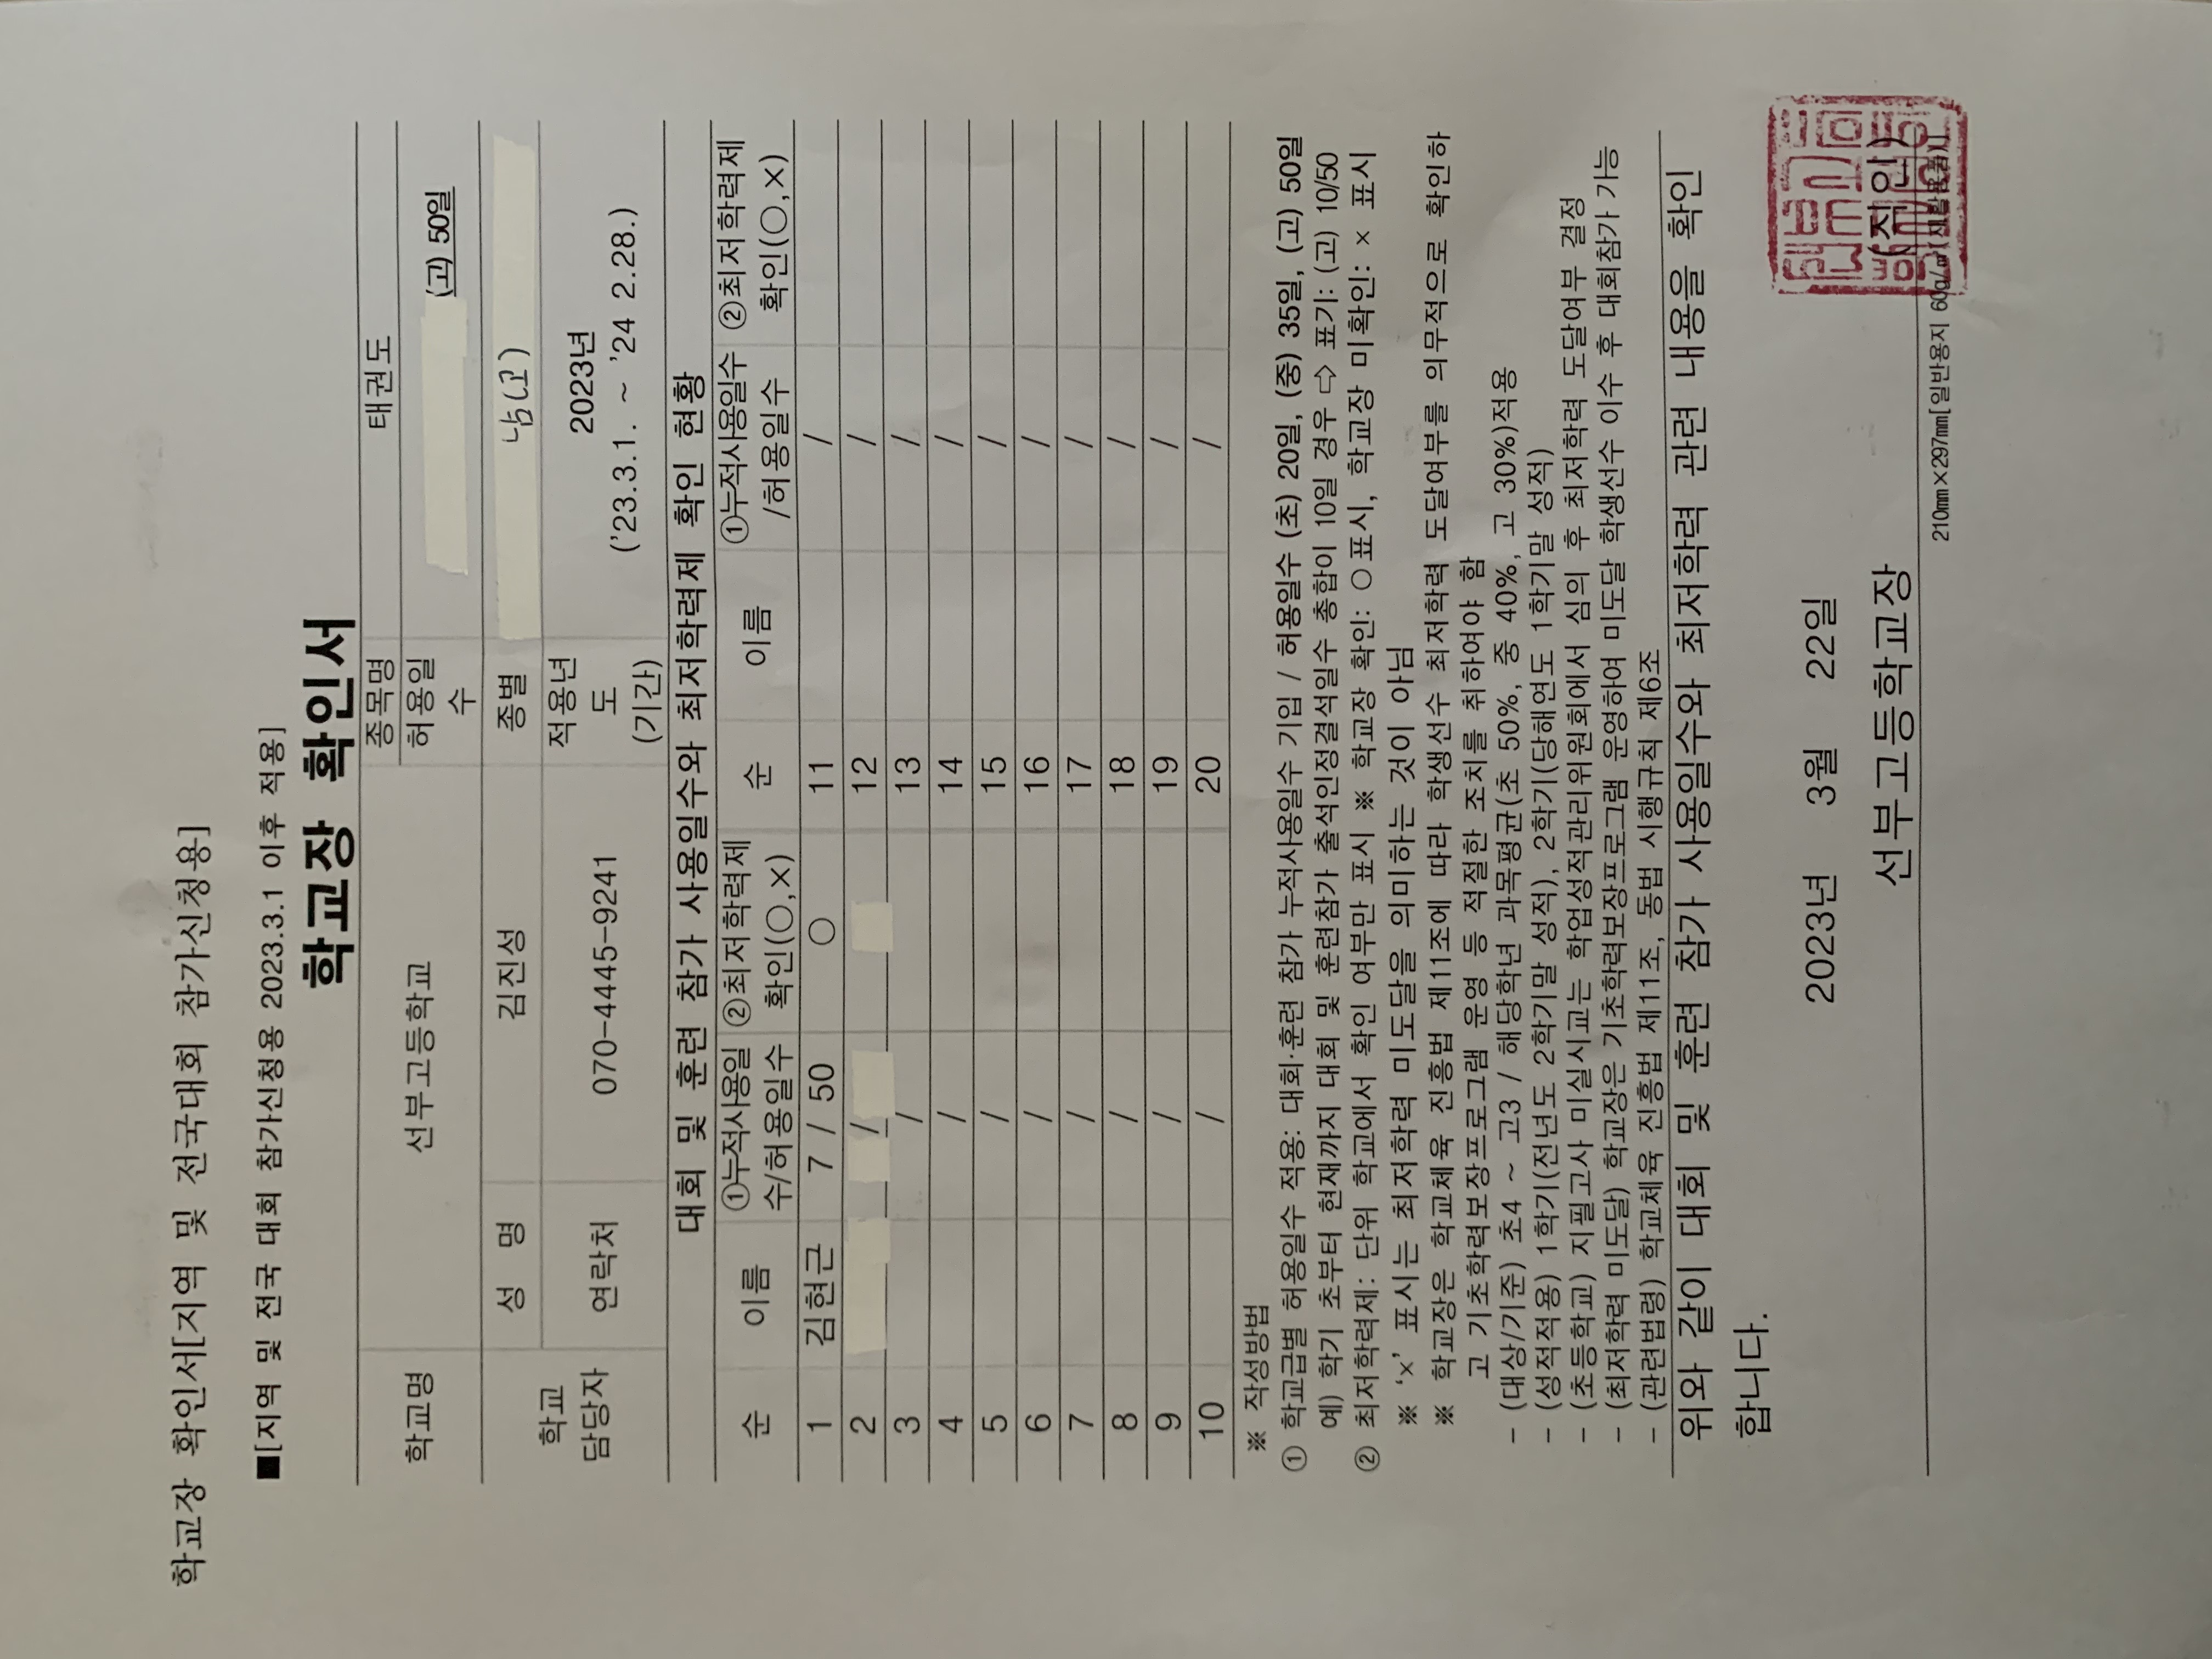 학교장 확인서[지역 및 전국대회 참가신청용]
■[지역 및 전국 대회 참가신청용 2023.3.1 이후 적용]
학교장 확인서
학교명 선부고등학교 종목명 태권도
허용일수 (고) 50일
학교 담당자 성 명 김진성 종별 남(고)
연락처 070-4445-9241 적용년도 (기간) 2023년
('23.3.1. ~ '24 2.28.)
대회 및 훈련 참가 사용일수와 최저학력제 확인 현황
순 이름 ①누적사용일수/허용일수 ②최저학력제 확인(○,×) 순 이름 ①누적사용일수/허용일수 ②최저학력제 확인(○,×)
1 김현근 7 / 50 ○ 11 /
2 / 12 /
3 / 13 /
4 / 14 /
5 / 15 /
6 / 16 /
7 / 17 /
8 / 18 /
9 / 19 /
10 / 20 /
※ 작성방법
① 학교급별 허용일수 적용: 대회·훈련 참가 누적사용일수 기입 / 허용일수 (초) 20일, (중) 35일, (고) 50일
예) 학기 초부터 현재까지 대회 및 훈련참가 출석인정결석일수 총합이 10일 경우 ⇨ 표기: (고) 10/50
② 최저학력제: 단위 학교에서 확인 여부만 표시 ※ 학교장 확인: ○표시, 학교장 미확인: × 표시
※ '×' 표시는 최저학력 미도달을 의미하는 것이 아님
※ 학교장은 학교체육 진흥법 제11조에 따라 학생선수 최저학력 도달여부를 의무적으로 확인하
고 기초학력보장프로그램 운영 등 적절한 조치를 취하여야 함
- (대상/기준) 초4 ~ 고3 / 해당학년 과목평균(초 50%, 중 40%, 고 30%)적용
- (성적적용) 1학기(전년도 2학기말 성적), 2학기(당해연도 1학기말 성적)
- (초등학교) 지필고사 미실시교는 학업성적관리위원회에서 심의 후 최저학력 도달여부 결정
- (최저학력 미도달) 학교장은 기초학력보장프로그램 운영하여 미도달 학생선수 이수 후 대회참가 가능
- (관련법령) 학교체육 진흥법 제11조, 동법 시행규칙 제6조
위와 같이 대회 및 훈련 참가 사용일수와 최저학력 관련 내용을 확인
합니다.
2023년 3월 22일
선부고등학교장 (직인)
210㎜×297㎜[일반용지 60g/㎡(재활용품)]